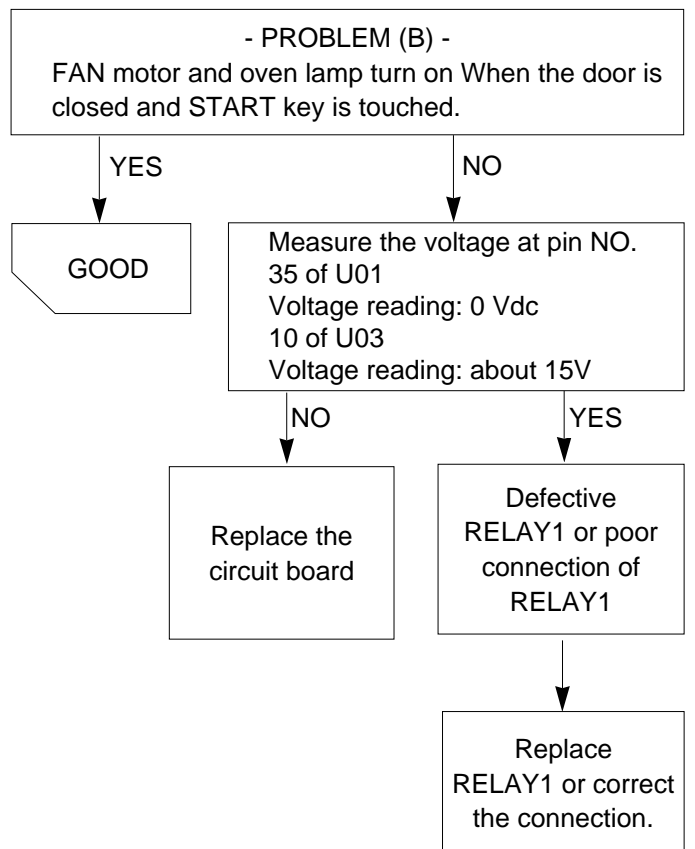 - PROBLEM (B) -
FAN motor and oven lamp turn on When the door is
closed and START key is touched.
YES
NO
GOOD
Measure the voltage at pin NO.
35 of U01
Voltage reading: 0 Vdc
10 of U03
Voltage reading: about 15V
NO
YES
Replace the
circuit board
Defective
RELAY1 or poor
connection of
RELAY1
Replace
RELAY1 or correct
the connection.